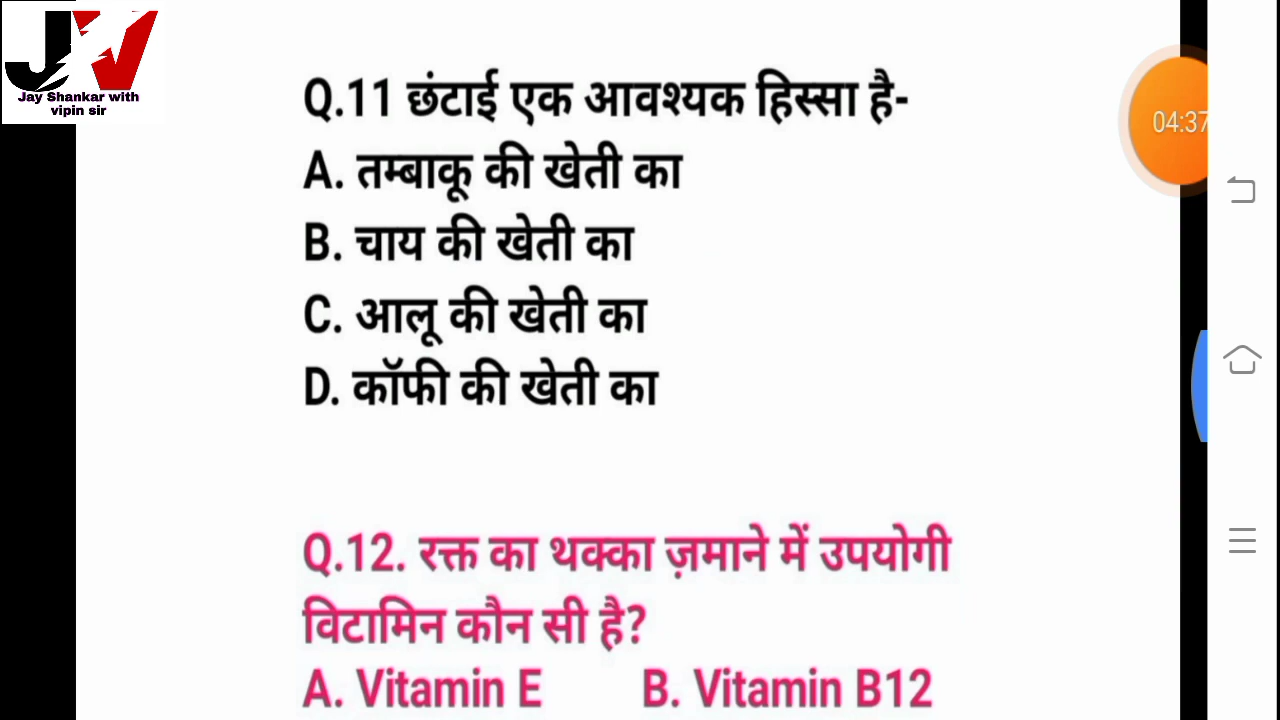 JV
Jay Shankar with
vipin sir
Q.11 छंटाई एक आवश्यक हिस्सा है-
A. तम्बाकू की खेती का
B. चाय की खेती का
C. आलू की खेती का
D. कॉफी की खेती का
04:37
Q.12. रक्त का थक्का ज़माने में उपयोगी
विटामिन कौन सी है?
A. Vitamin E B. Vitamin B12